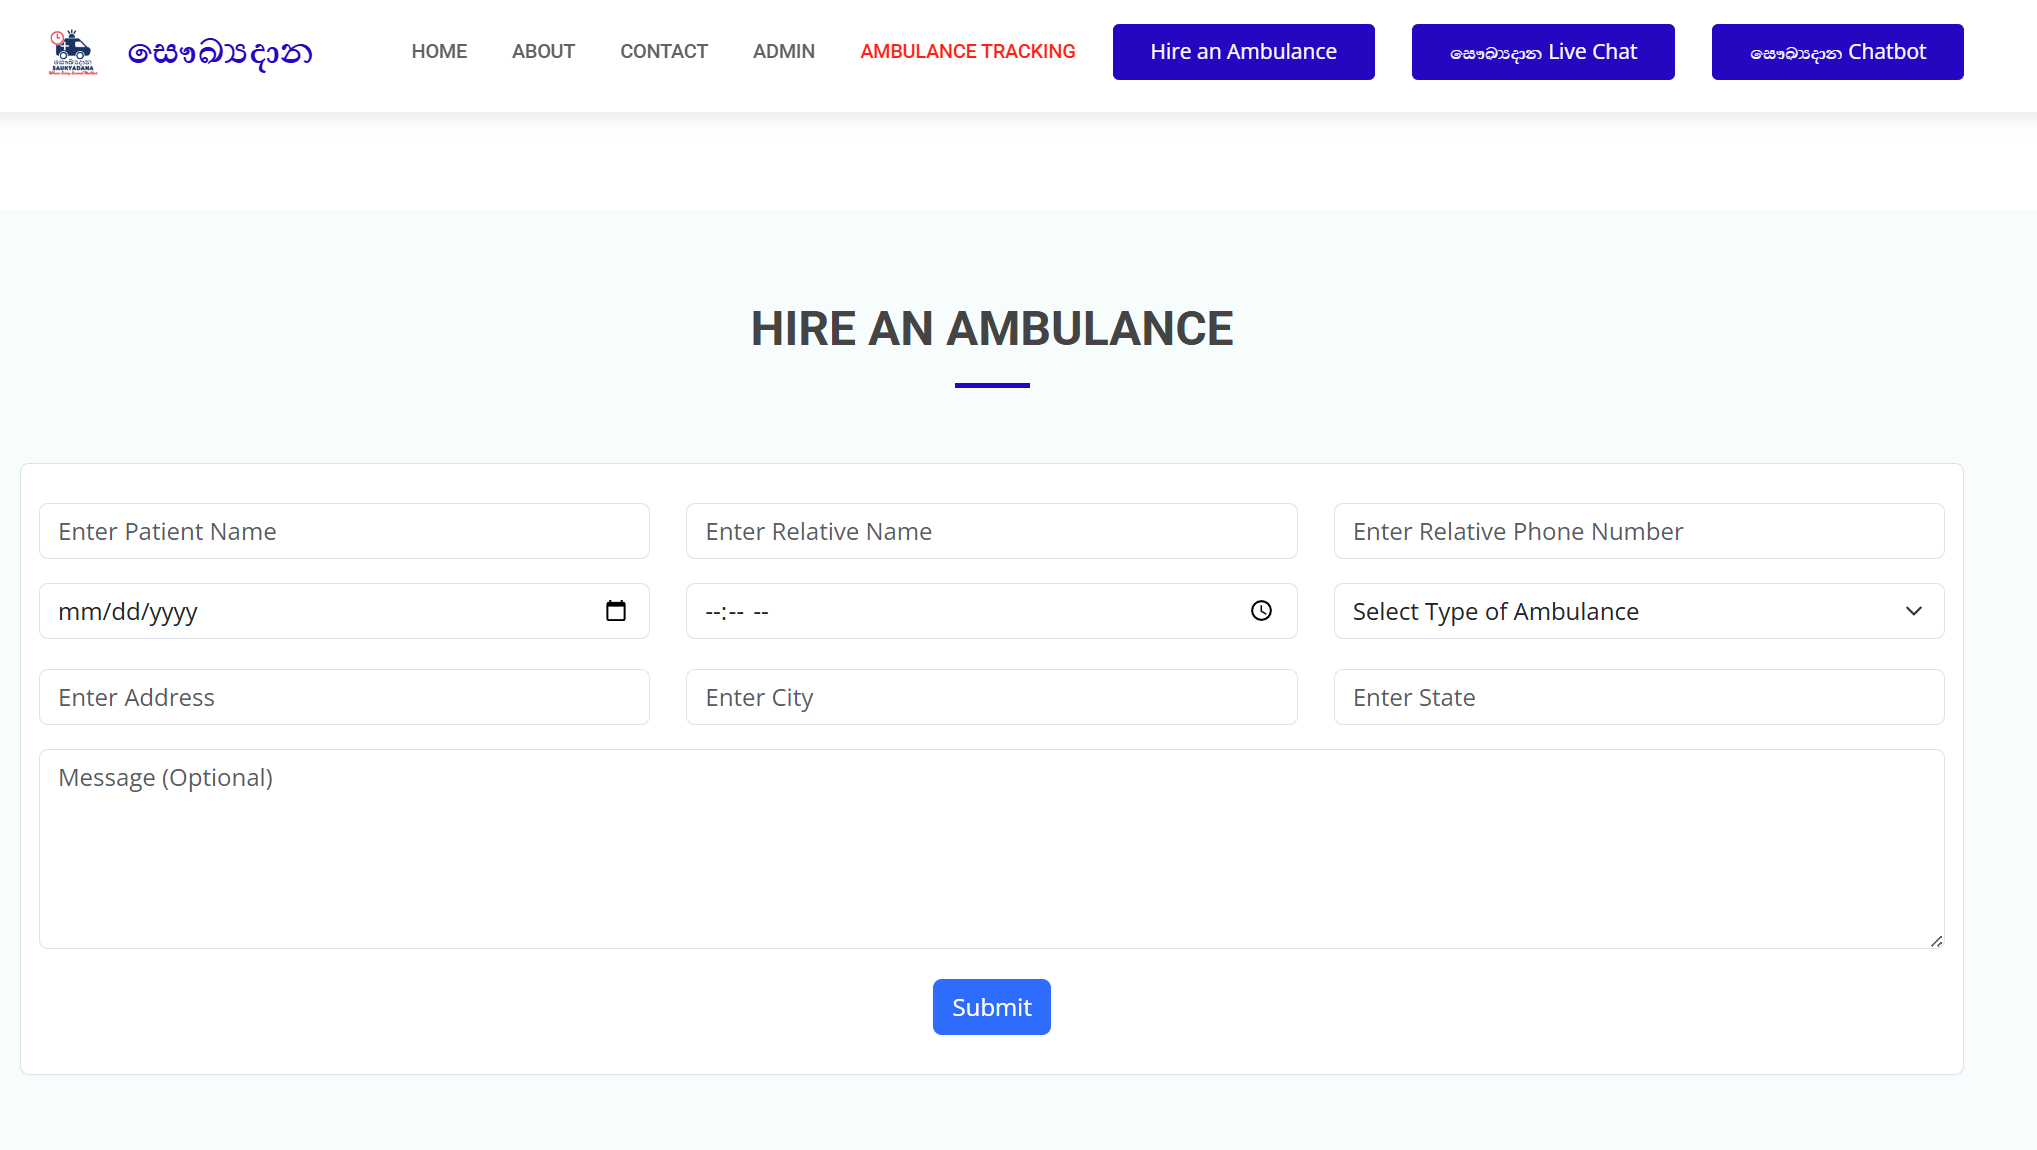 සෞඛ්‍යදාන
SAUKYADANA
සෞඛ්‍යදාන
HOME
ABOUT
CONTACT
ADMIN
AMBULANCE TRACKING
Hire an Ambulance
සෞඛ්‍යදාන Live Chat
සෞඛ්‍යදාන Chatbot
HIRE AN AMBULANCE
Enter Patient Name
Enter Relative Name
Enter Relative Phone Number
mm/dd/yyyy
--:-- --
Select Type of Ambulance
Enter Address
Enter City
Enter State
Message (Optional)
Submit